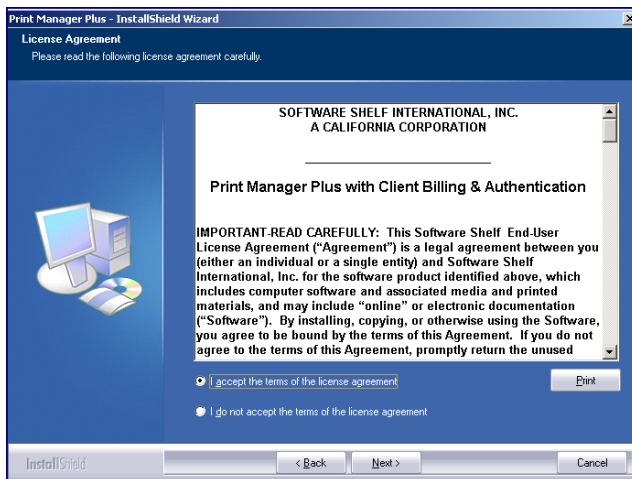 Print Manager Plus - InstallShield Wizard
License Agreement
Please read the following license agreement carefully.
SOFTWARE SHELF INTERNATIONAL, INC.
A CALIFORNIA CORPORATION
Print Manager Plus with Client Billing & Authentication
IMPORTANT-READ CAREFULLY: This Software Shelf End-User
License Agreement (“Agreement”) is a legal agreement between you
(either an individual or a single entity) and Software Shelf
International, Inc. for the software product identified above, which
includes computer software and associated media and printed
materials, and may include “online” or electronic documentation
(“Software”). By installing, copying, or otherwise using the Software,
you agree to be bound by the terms of this Agreement. If you do not
agree to the terms of this Agreement, promptly return the unused
I accept the terms of the license agreement
Print
I do not accept the terms of the license agreement
InstallShield
< Back
Next >
Cancel